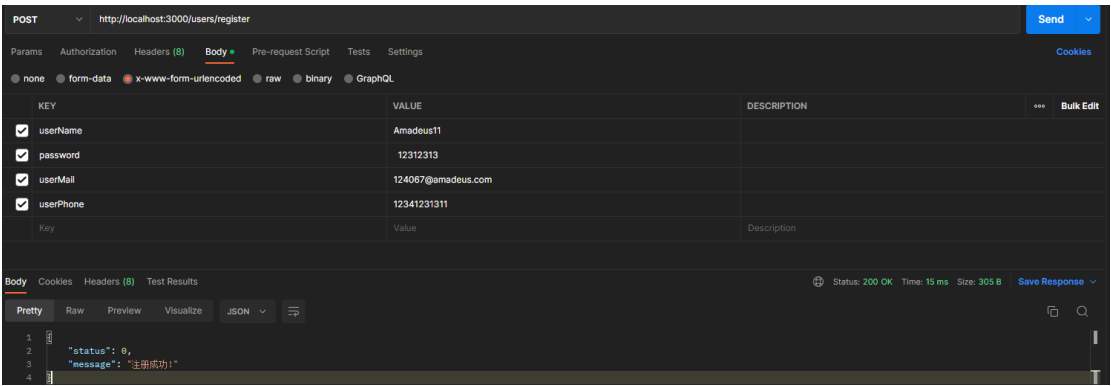 POST http://localhost:3000/users/register Send
Params Authorization Headers (8) Body Pre-request Script Tests Settings Cookies
none form-data x-www-form-urlencoded raw binary GraphQL
KEY VALUE DESCRIPTION ooo Bulk Edit
userName Amadeus11
password 12312313
userMail 124067@amadeus.com
userPhone 12341231311
Key Value Description
Body Cookies Headers (8) Test Results Status: 200 OK Time: 15 ms Size: 305 B Save Response
Pretty Raw Preview Visualize JSON
1 {
2 "status": 0,
3 "message": "注册成功!"
4 }